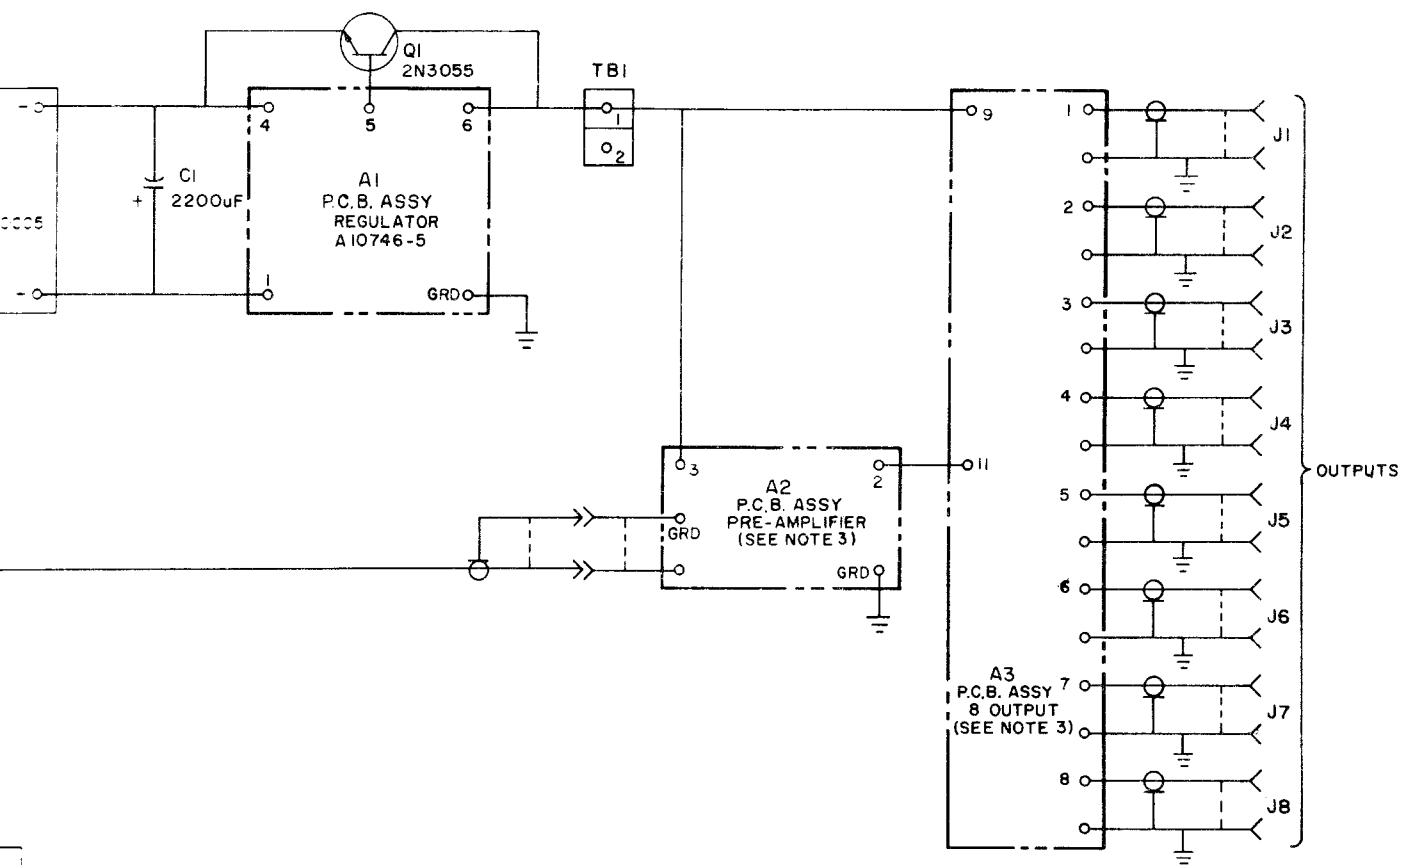 Q1
2N3055
TB1
4
5
6
1
2
9
1
J1
C1
+
2200uF
A1
P.C.B. ASSY
REGULATOR
A10746-5
1
GRD
2
J2
3
J3
4
J4
3
A2
P.C.B. ASSY
PRE-AMPLIFIER
(SEE NOTE 3)
2
11
GRD
GRD
OUTPUTS
5
J5
6
J6
A3
P.C.B. ASSY
8 OUTPUT
(SEE NOTE 3)
7
J7
8
J8